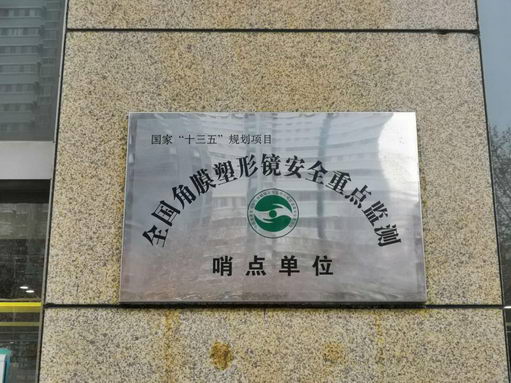 国家“十三五”规划项目
全国角膜塑形镜安全重点监测
哨点单位